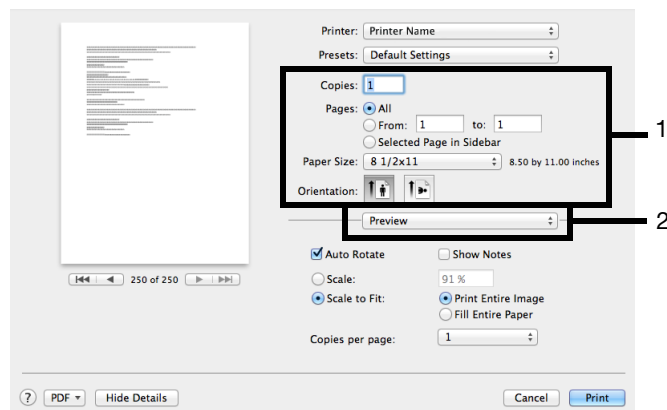 Printer: Printer Name
Presets: Default Settings
Copies: 1
Pages: All
From: 1 to: 1
Selected Page in Sidebar
1
Paper Size: 8 1/2x11 8.50 by 11.00 inches
Orientation:
Preview
2
Auto Rotate Show Notes
Scale: 91 %
Scale to Fit: Print Entire Image
Fill Entire Paper
Copies per page: 1
250 of 250
? PDF Hide Details Cancel Print